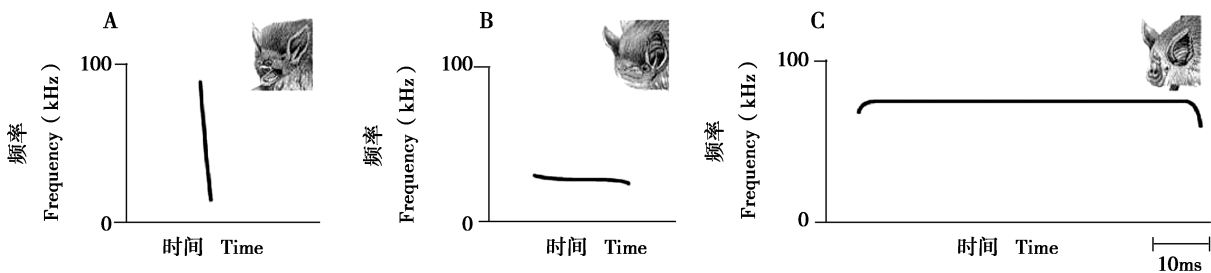 A
100
频率
Frequency（kHz）
0
时间 Time
B
100
频率
Frequency（kHz）
0
时间 Time
C
100
频率
Frequency（kHz）
0
时间 Time
10ms